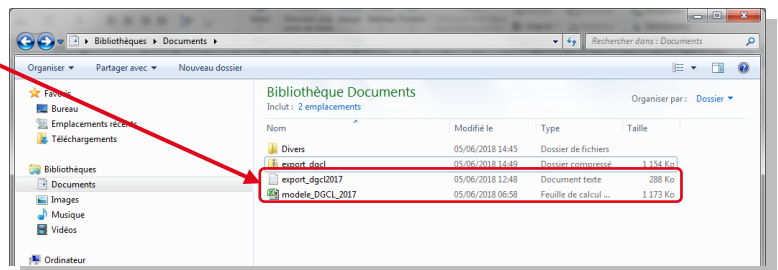 Bibliothèques ▸ Documents ▸
Rechercher dans : Documents
Organiser ▾ Partager avec ▾ Nouveau dossier
Favoris
Bureau
Emplacements récents
Téléchargements
Bibliothèques
Documents
Images
Musique
Vidéos
Ordinateur
Bibliothèque Documents
Inclut : 2 emplacements
Organiser par : Dossier ▾
Nom Modifié le Type Taille
Divers 05/06/2018 14:45 Dossier de fichiers
export_dgcl 05/06/2018 14:49 Dossier compressé 1 154 Ko
export_dgcl2017 05/06/2018 12:48 Document texte 288 Ko
modele_DGCL_2017 05/06/2018 06:58 Feuille de calcul ... 1 173 Ko